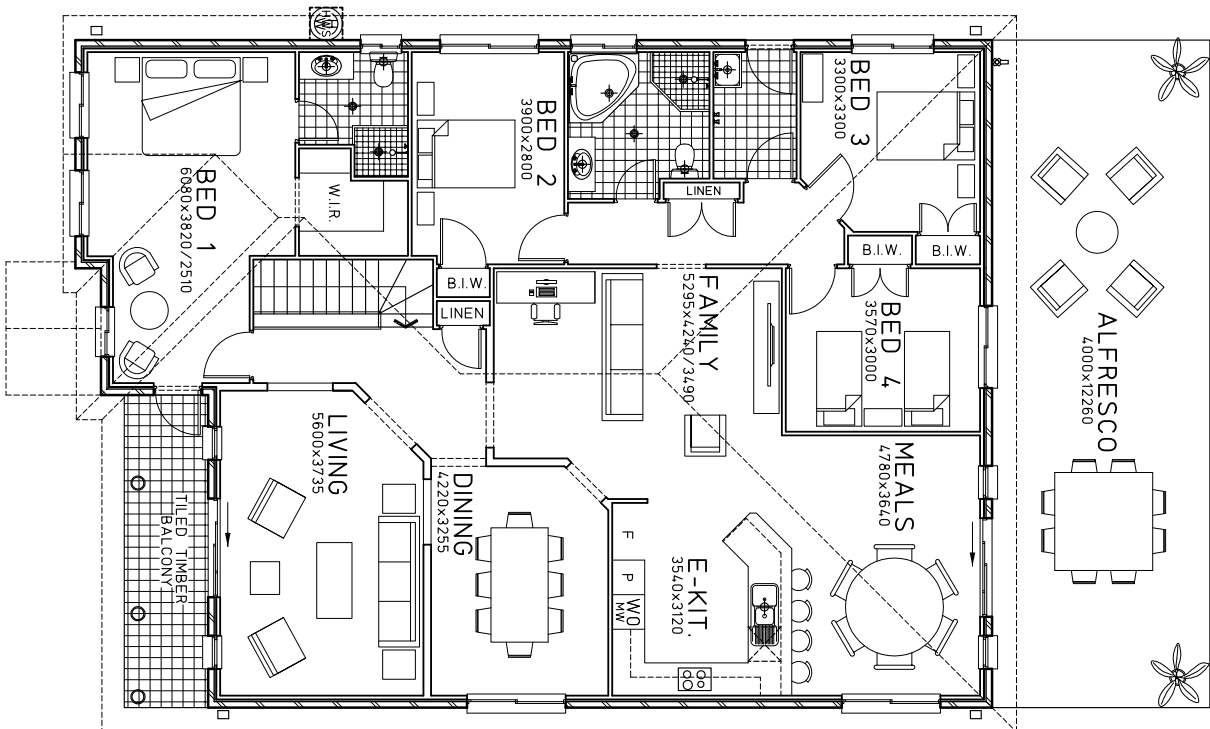 HWS
BED 1
6080x3820/2510
W.I.R.
BED 2
3900x2800
LINEN
BED 3
3300x3300
B.I.W.
B.I.W.
B.I.W.
LINEN
FAMILY
5295x4240/3490
BED 4
3570x3000
ALFRESCO
4000x12260
LIVING
5600x3735
DINING
4220x3255
MEALS
4780x3640
E-KIT.
3540x3120
F
P
WO
MW
TILED TIMBER
BALCONY